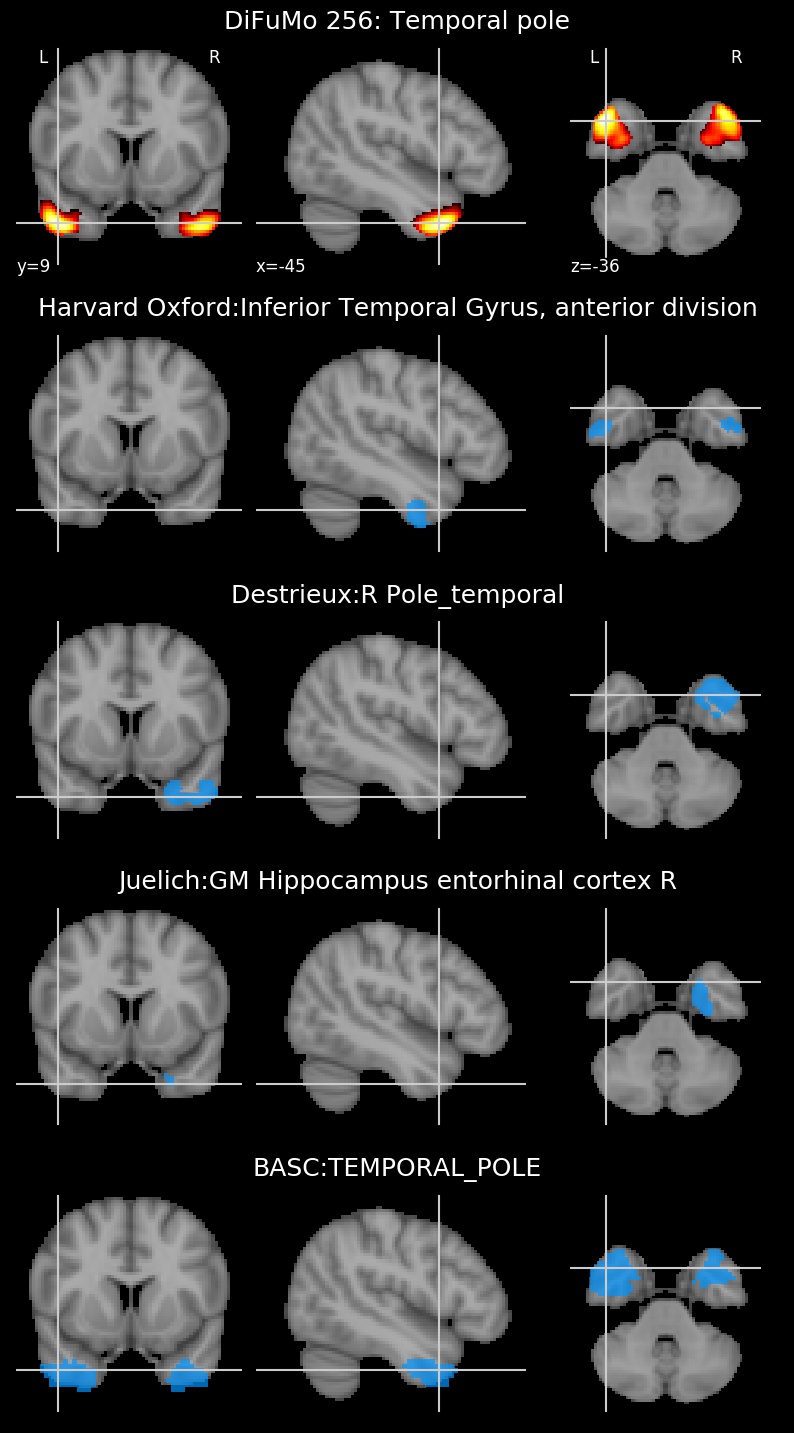 DiFuMo 256: Temporal pole
L R L R
y=9 x=-45 z=-36
Harvard Oxford:Inferior Temporal Gyrus, anterior division
Destrieux:R Pole_temporal
Juelich:GM Hippocampus entorhinal cortex R
BASC:TEMPORAL_POLE